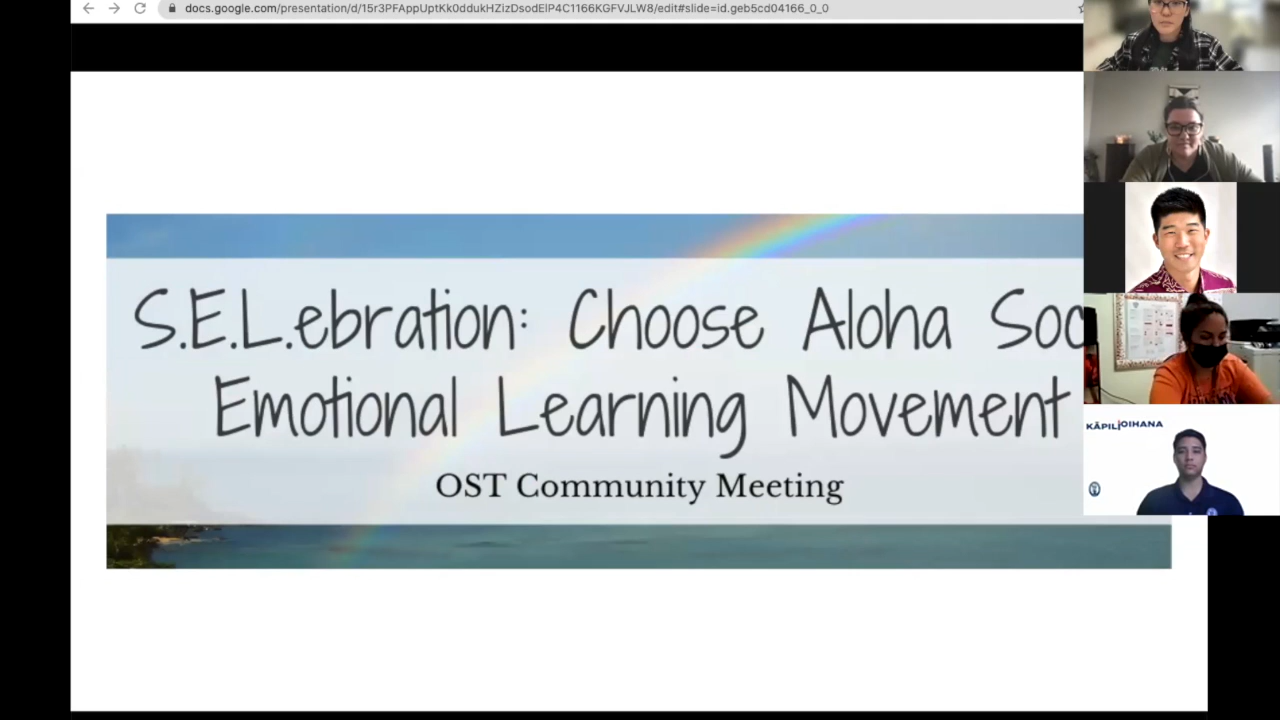 docs.google.com/presentation/d/15r3PFAppUptKk0ddukHZizDsodElP4C1166KGFVJLW8/edit#slide=id.geb5cd04166_0_0
S.E.L.ebration: Choose Aloha Soc
Emotional Learning Movement
OST Community Meeting
KĀPILIʻOIHANA